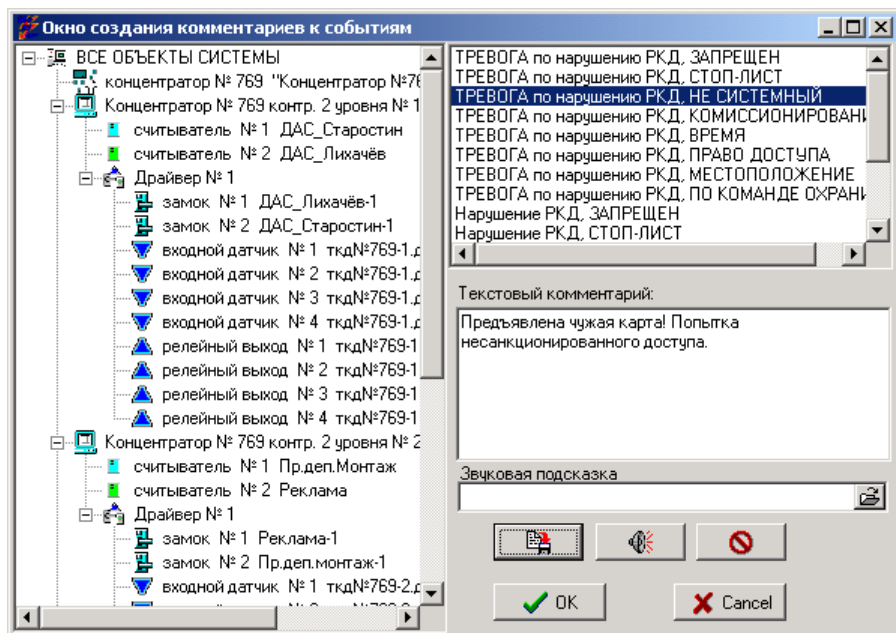 Окно создания комментариев к событиям
ВСЕ ОБЪЕКТЫ СИСТЕМЫ
концентратор № 769 "Концентратор №76
Концентратор № 769 контр. 2 уровня № 1
считыватель № 1 ДАС_Старостин
считыватель № 2 ДАС_Лихачёв
Драйвер № 1
замок № 1 ДАС_Лихачёв-1
замок № 2 ДАС_Старостин-1
входной датчик № 1 ткд№769-1.д
входной датчик № 2 ткд№769-1.д
входной датчик № 3 ткд№769-1.д
входной датчик № 4 ткд№769-1.д
релейный выход № 1 ткд№769-1
релейный выход № 2 ткд№769-1
релейный выход № 3 ткд№769-1
релейный выход № 4 ткд№769-1
Концентратор № 769 контр. 2 уровня № 2
считыватель № 1 Пр.деп.Монтаж
считыватель № 2 Реклама
Драйвер № 1
замок № 1 Реклама-1
замок № 2 Пр.деп.монтаж-1
входной датчик № 1 ткд№769-2.д
ТРЕВОГА по нарушению РКД, ЗАПРЕЩЕН
ТРЕВОГА по нарушению РКД, СТОП-ЛИСТ
ТРЕВОГА по нарушению РКД, НЕ СИСТЕМНЫЙ
ТРЕВОГА по нарушению РКД, КОМИССИОНИРОВАНИ
ТРЕВОГА по нарушению РКД, ВРЕМЯ
ТРЕВОГА по нарушению РКД, ПРАВО ДОСТУПА
ТРЕВОГА по нарушению РКД, МЕСТОПОЛОЖЕНИЕ
ТРЕВОГА по нарушению РКД, ПО КОМАНДЕ ОХРАНИ
Нарушение РКД, ЗАПРЕЩЕН
Нарушение РКД, СТОП-ЛИСТ
Текстовый комментарий:
Предъявлена чужая карта! Попытка
несанкционированного доступа.
Звуковая подсказка
OK
Cancel